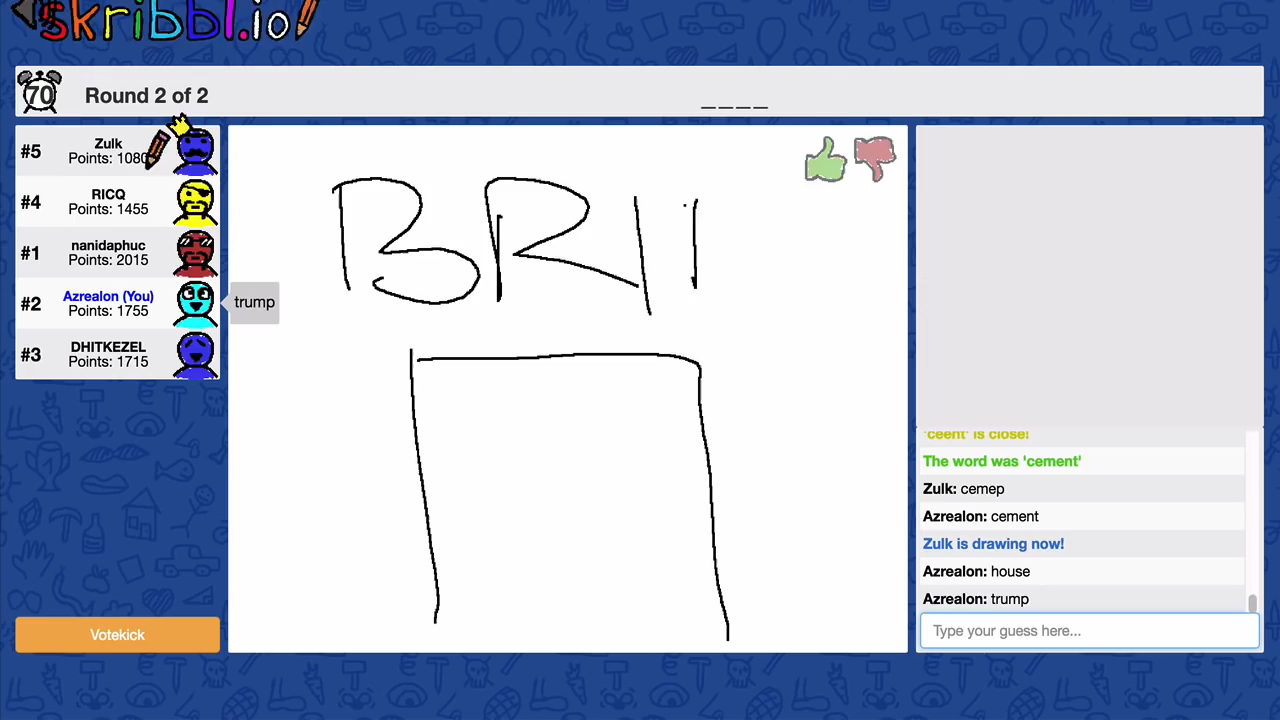 skribbl.io!
70 Round 2 of 2 ____
#5 Zulk
Points: 1080
#4 RICQ
Points: 1455
#1 nanidaphuc
Points: 2015
#2 Azrealon (You)
Points: 1755
trump
#3 DHITKEZEL
Points: 1715
Votekick
BRI
'ceent' is close!
The word was 'cement'
Zulk: cemep
Azrealon: cement
Zulk is drawing now!
Azrealon: house
Azrealon: trump
Type your guess here...